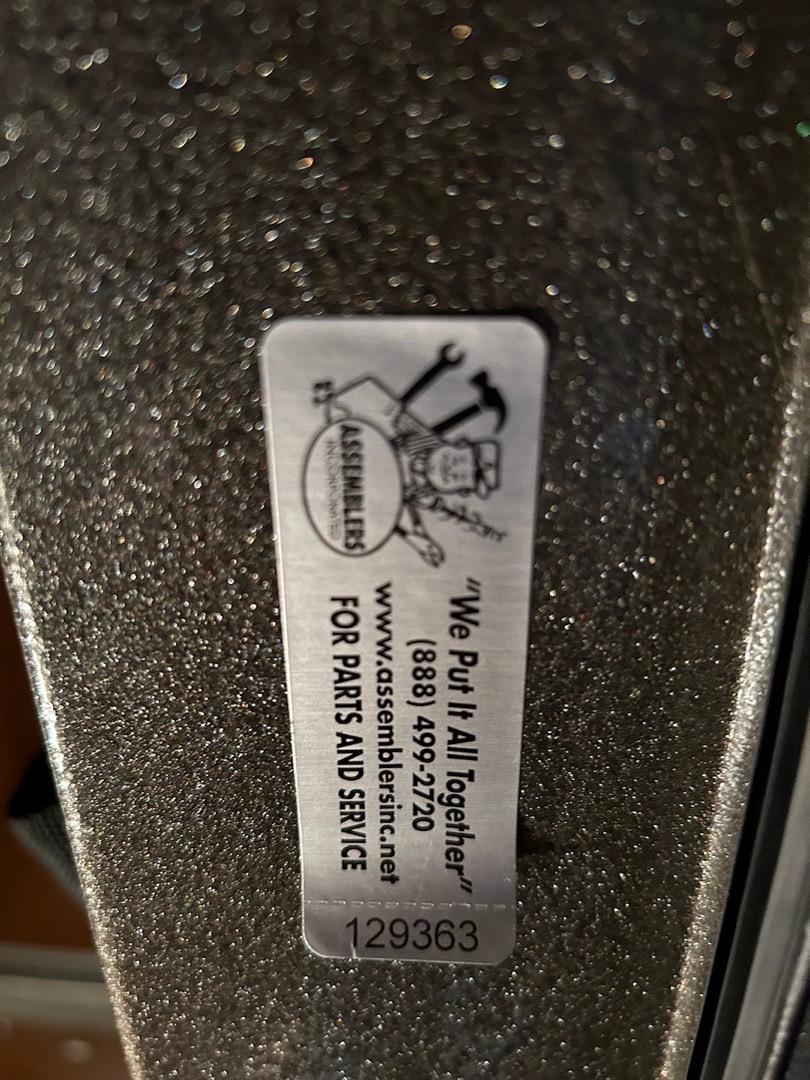 ASSEMBLERS
INCORPORATED
"We Put It All Together"
(888) 499-2720
www.assemblersinc.net
FOR PARTS AND SERVICE
129363